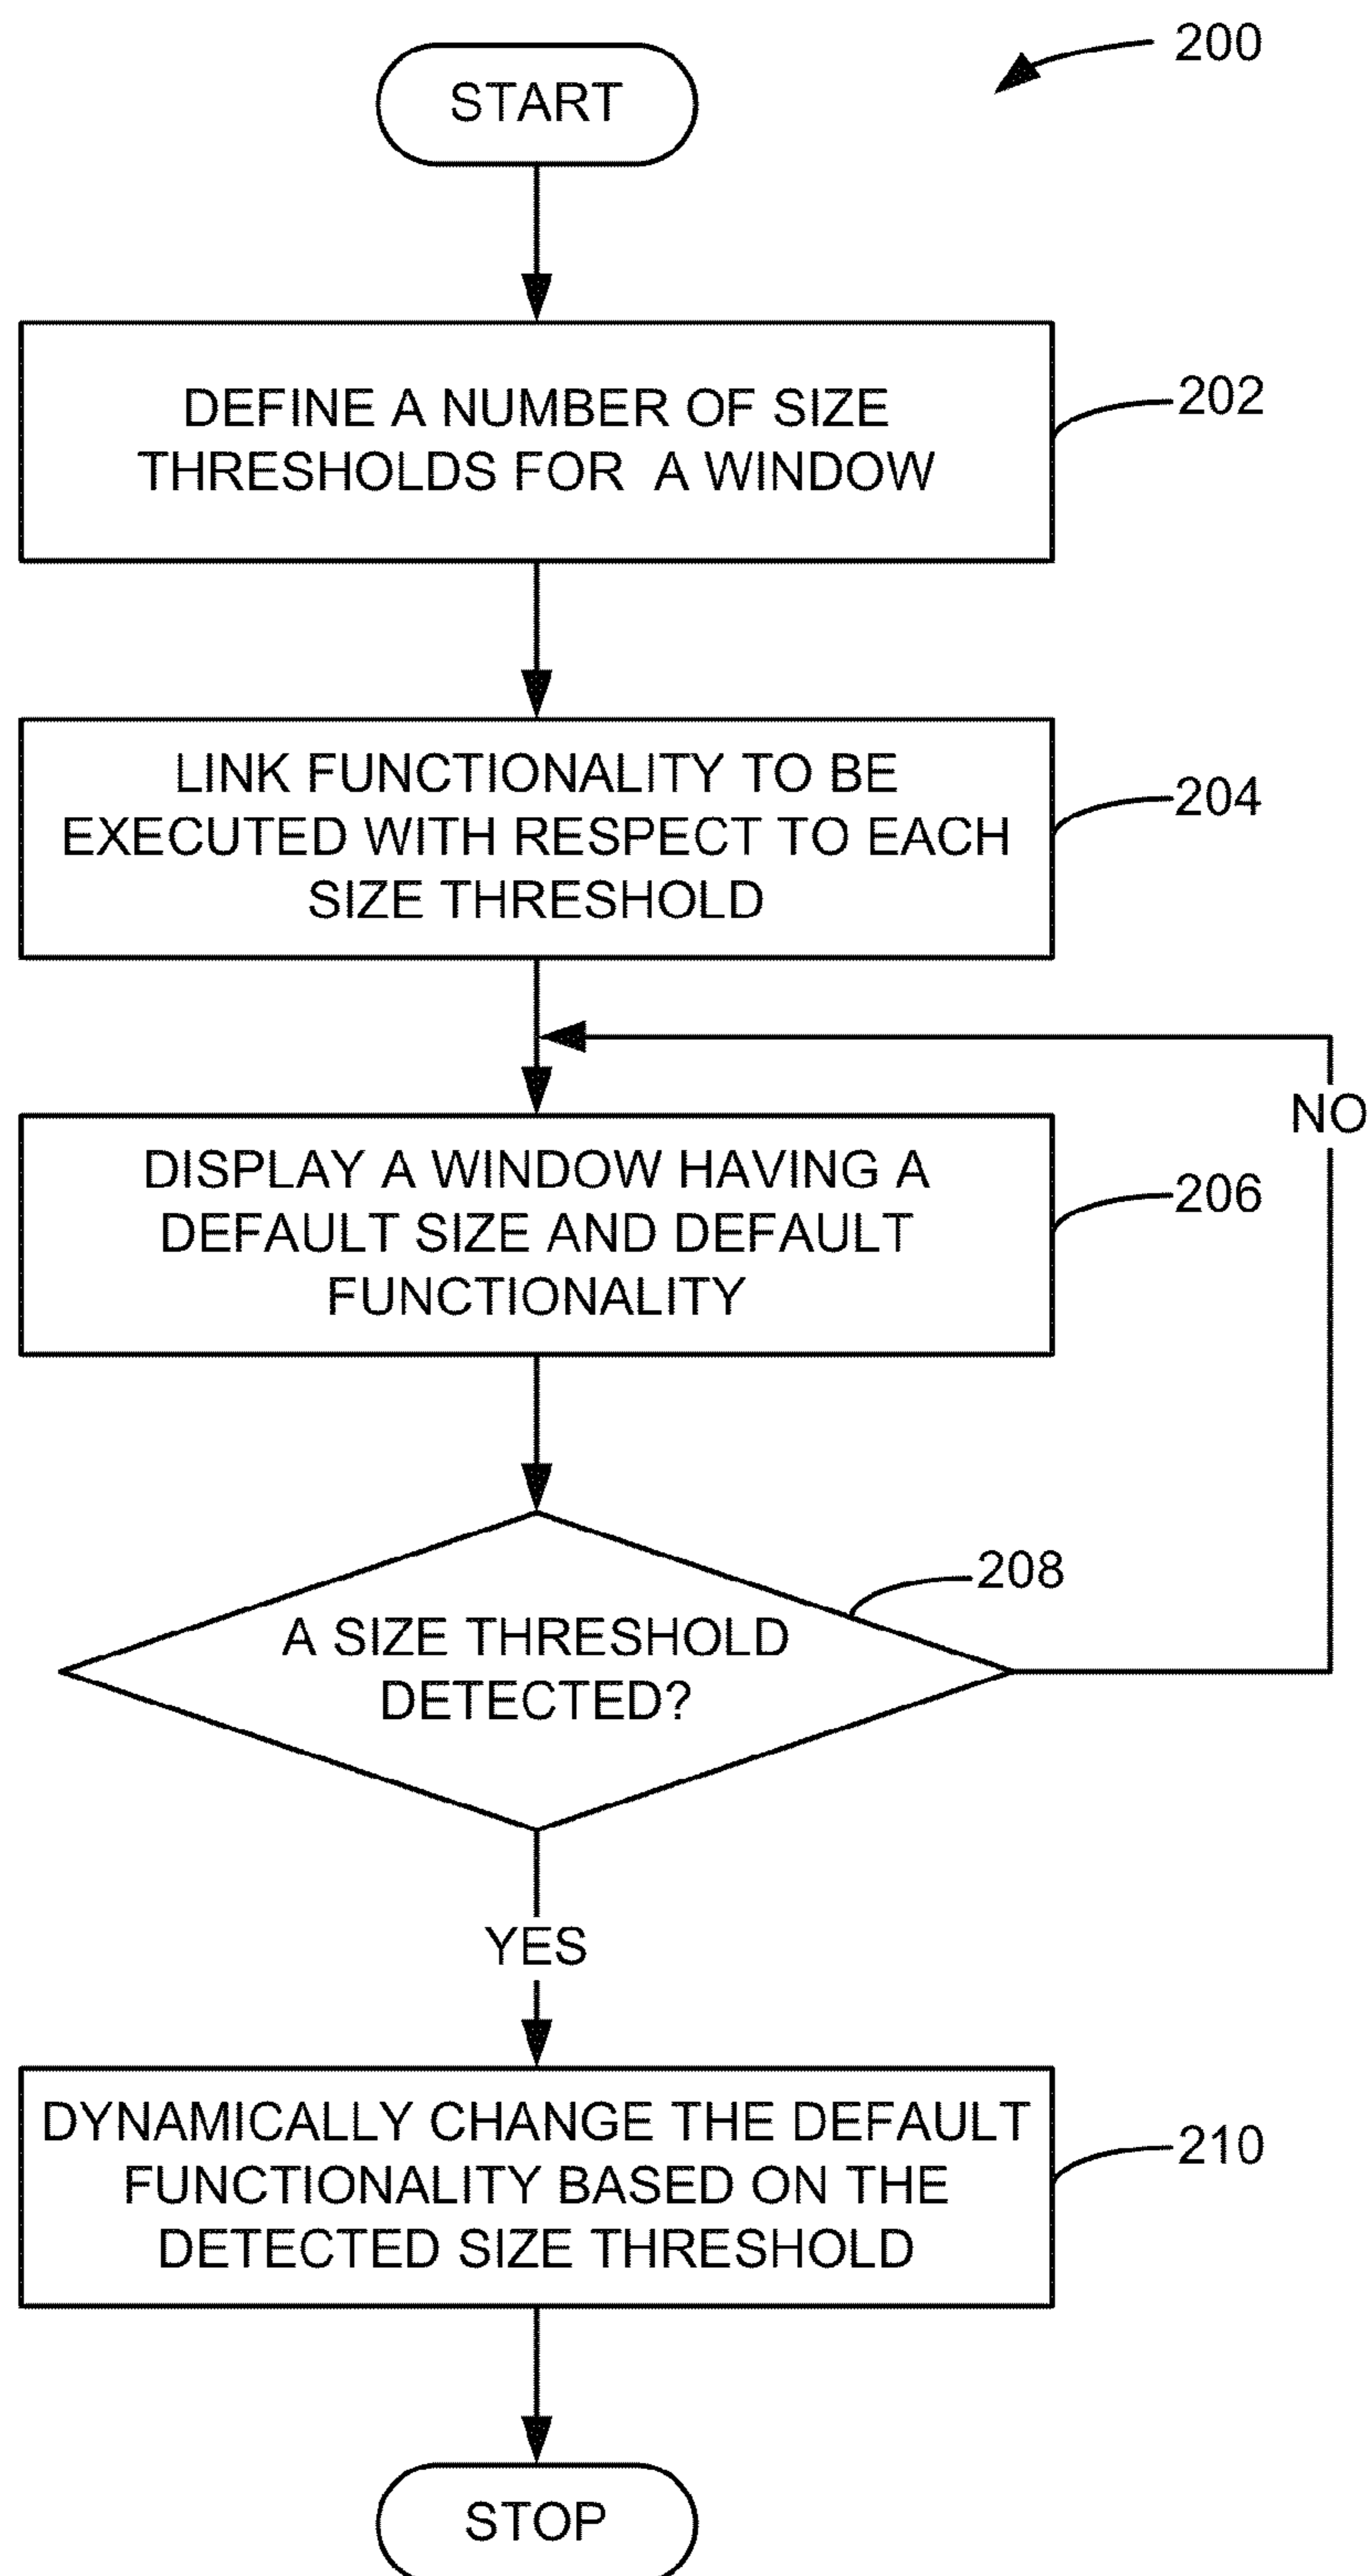 200
START
DEFINE A NUMBER OF SIZE
THRESHOLDS FOR A WINDOW
202
LINK FUNCTIONALITY TO BE
EXECUTED WITH RESPECT TO EACH
SIZE THRESHOLD
204
NO
DISPLAY A WINDOW HAVING A
DEFAULT SIZE AND DEFAULT
FUNCTIONALITY
206
208
A SIZE THRESHOLD
DETECTED?
YES
DYNAMICALLY CHANGE THE DEFAULT
FUNCTIONALITY BASED ON THE
DETECTED SIZE THRESHOLD
210
STOP